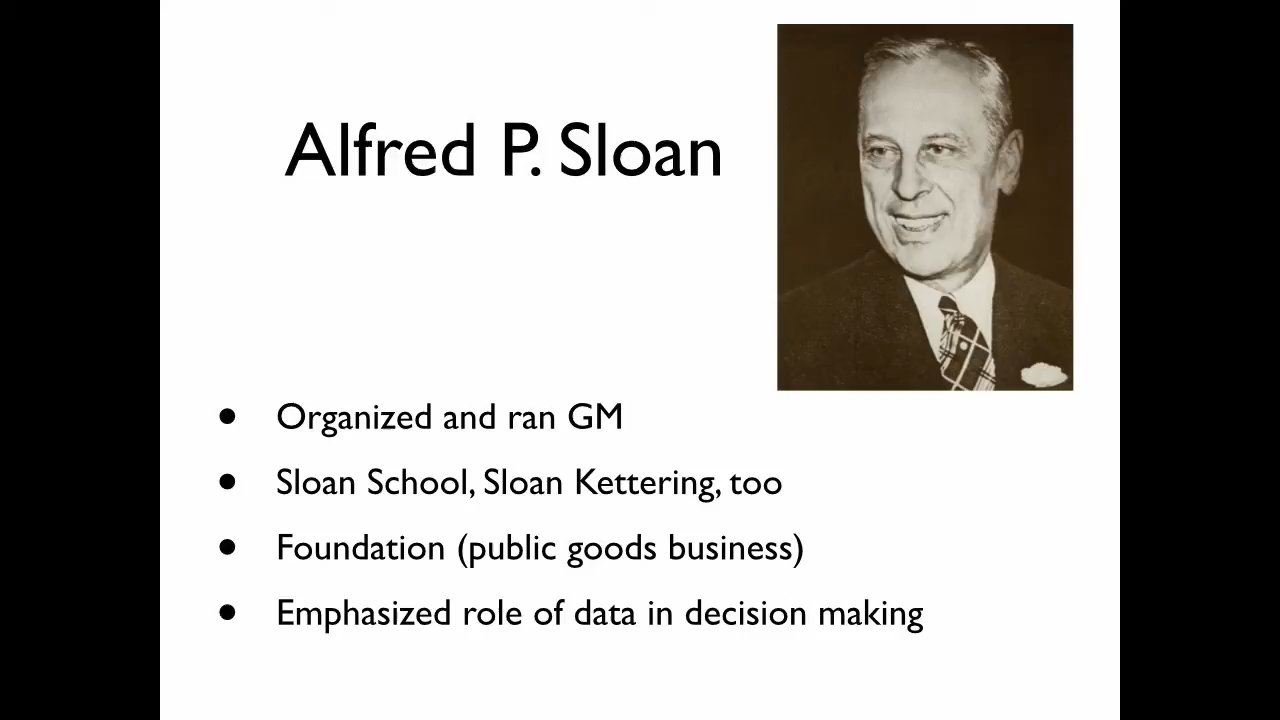 Alfred P. Sloan
• Organized and ran GM
• Sloan School, Sloan Kettering, too
• Foundation (public goods business)
• Emphasized role of data in decision making